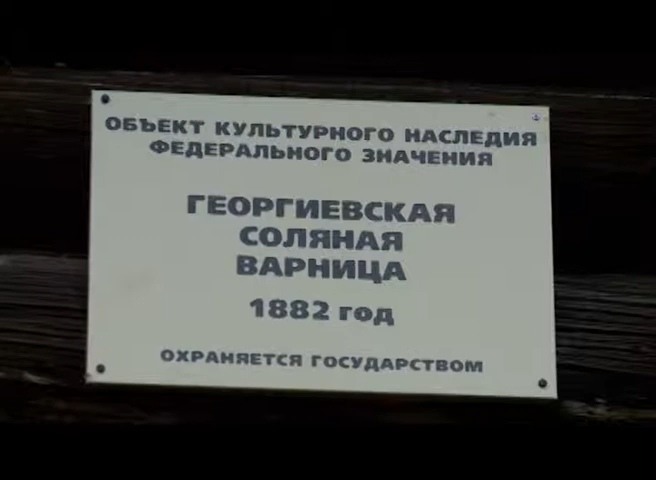 ОБЪЕКТ КУЛЬТУРНОГО НАСЛЕДИЯ
ФЕДЕРАЛЬНОГО ЗНАЧЕНИЯ
ГЕОРГИЕВСКАЯ
СОЛЯНАЯ
ВАРНИЦА
1882 год
ОХРАНЯЕТСЯ ГОСУДАРСТВОМ